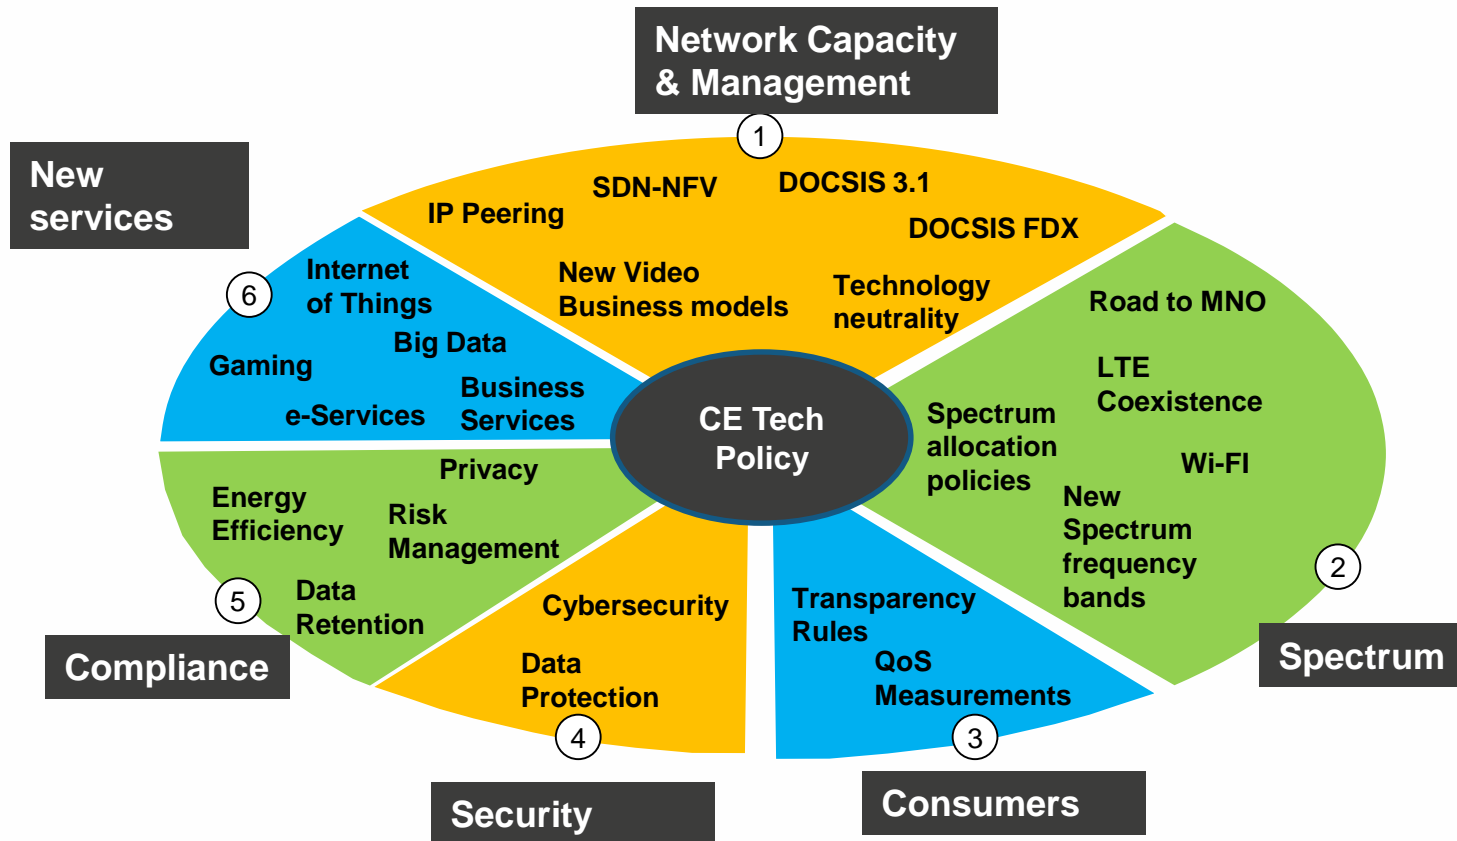 Network Capacity
& Management
1
New
services
SDN-NFV
DOCSIS 3.1
IP Peering
DOCSIS FDX
New Video
Business models
Technology
neutrality
6
Internet
of Things
Big Data
Gaming
Business
Services
e-Services
CE Tech
Policy
Road to MNO
LTE
Coexistence
Spectrum
allocation
policies
Wi-FI
New
Spectrum
frequency
bands
2
Spectrum
Privacy
Energy
Efficiency
Risk
Management
Data
Retention
5
Compliance
Cybersecurity
Data
Protection
4
Security
Transparency
Rules
QoS
Measurements
3
Consumers